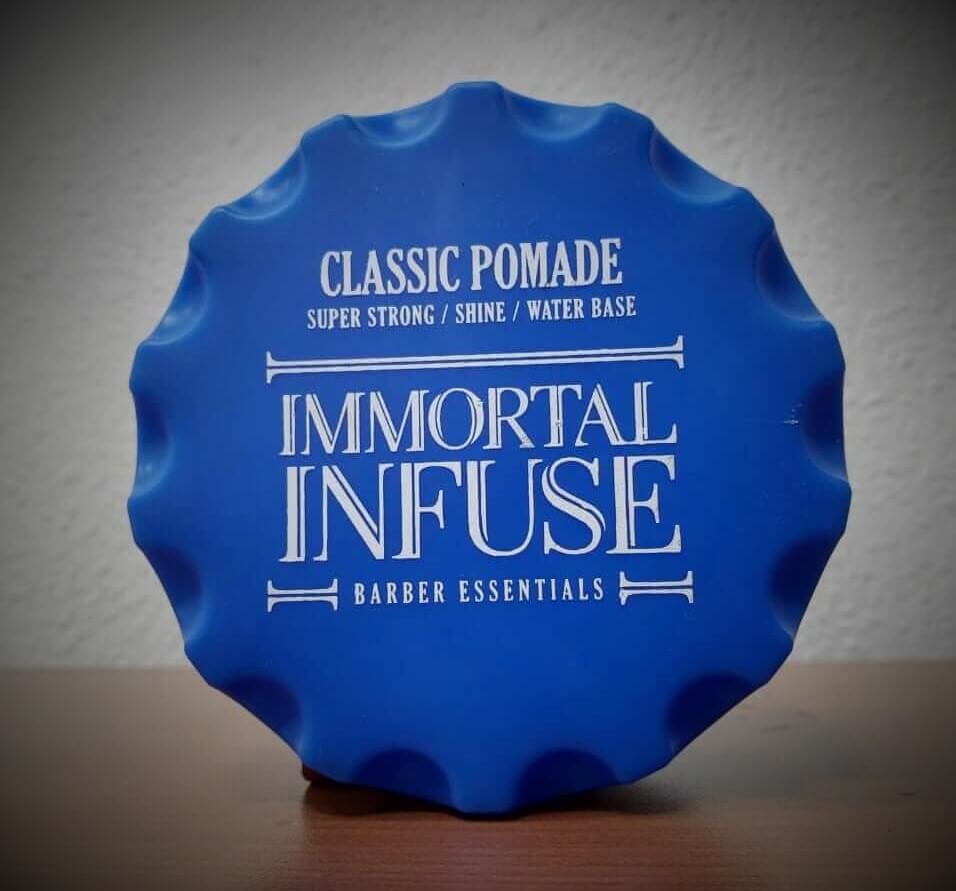 CLASSIC POMADE
SUPER STRONG / SHINE / WATER BASE
IMMORTAL
INFUSE
BARBER ESSENTIALS